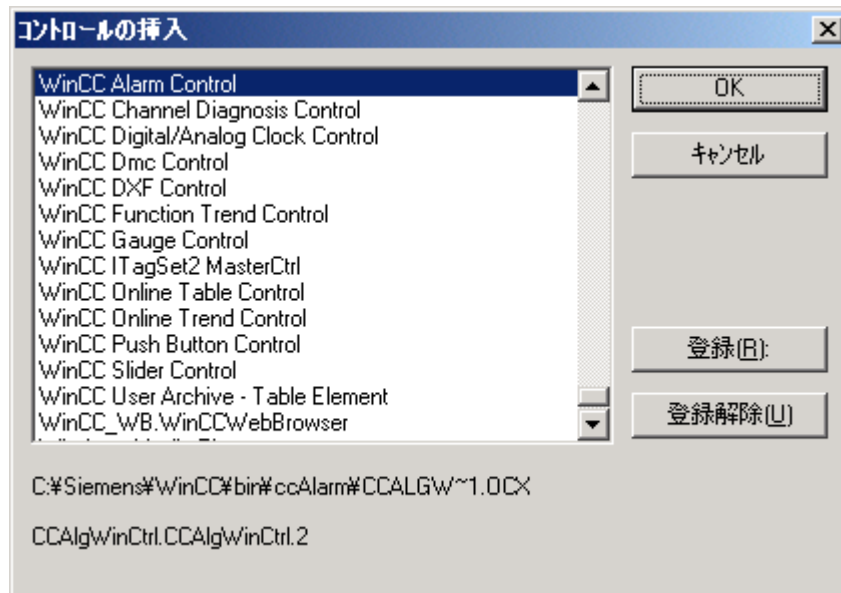 コントロールの挿入
WinCC Alarm Control
WinCC Channel Diagnosis Control
WinCC Digital/Analog Clock Control
WinCC Dmc Control
WinCC DXF Control
WinCC Function Trend Control
WinCC Gauge Control
WinCC ITagSet2 MasterCtrl
WinCC Online Table Control
WinCC Online Trend Control
WinCC Push Button Control
WinCC Slider Control
WinCC User Archive - Table Element
WinCC_WB.WinCCWebBrowser
OK
キャンセル
登録(R):
登録解除(U)
C:¥Siemens¥WinCC¥bin¥ccAlarm¥CCALGW~1.OCX
CCAlgWinCtrl.CCAlgWinCtrl.2